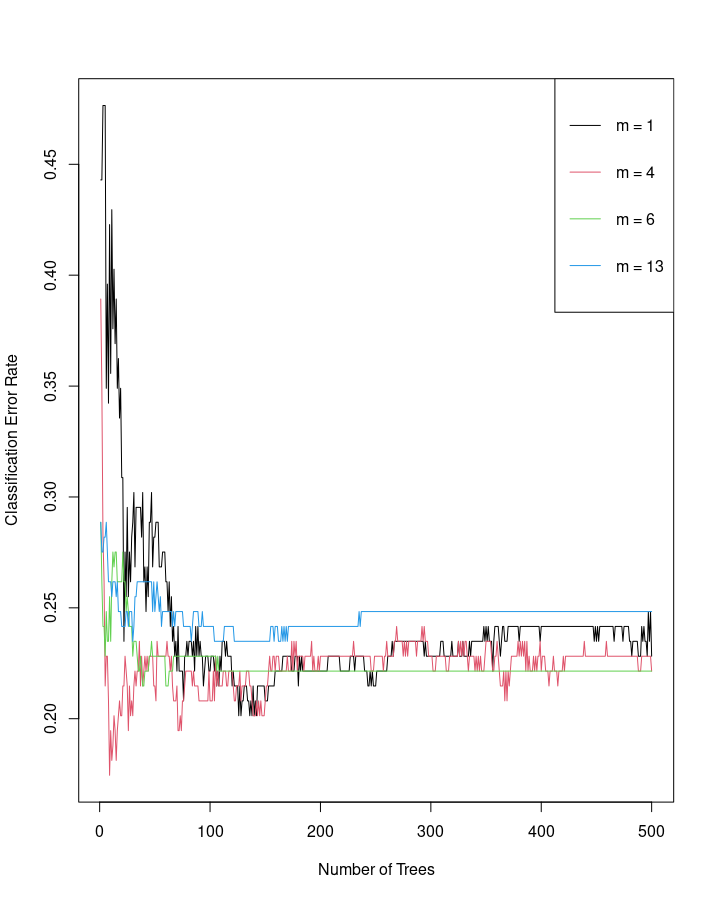 m = 1
m = 4
m = 6
m = 13
Classification Error Rate
0.45
0.40
0.35
0.30
0.25
0.20
0 100 200 300 400 500
Number of Trees